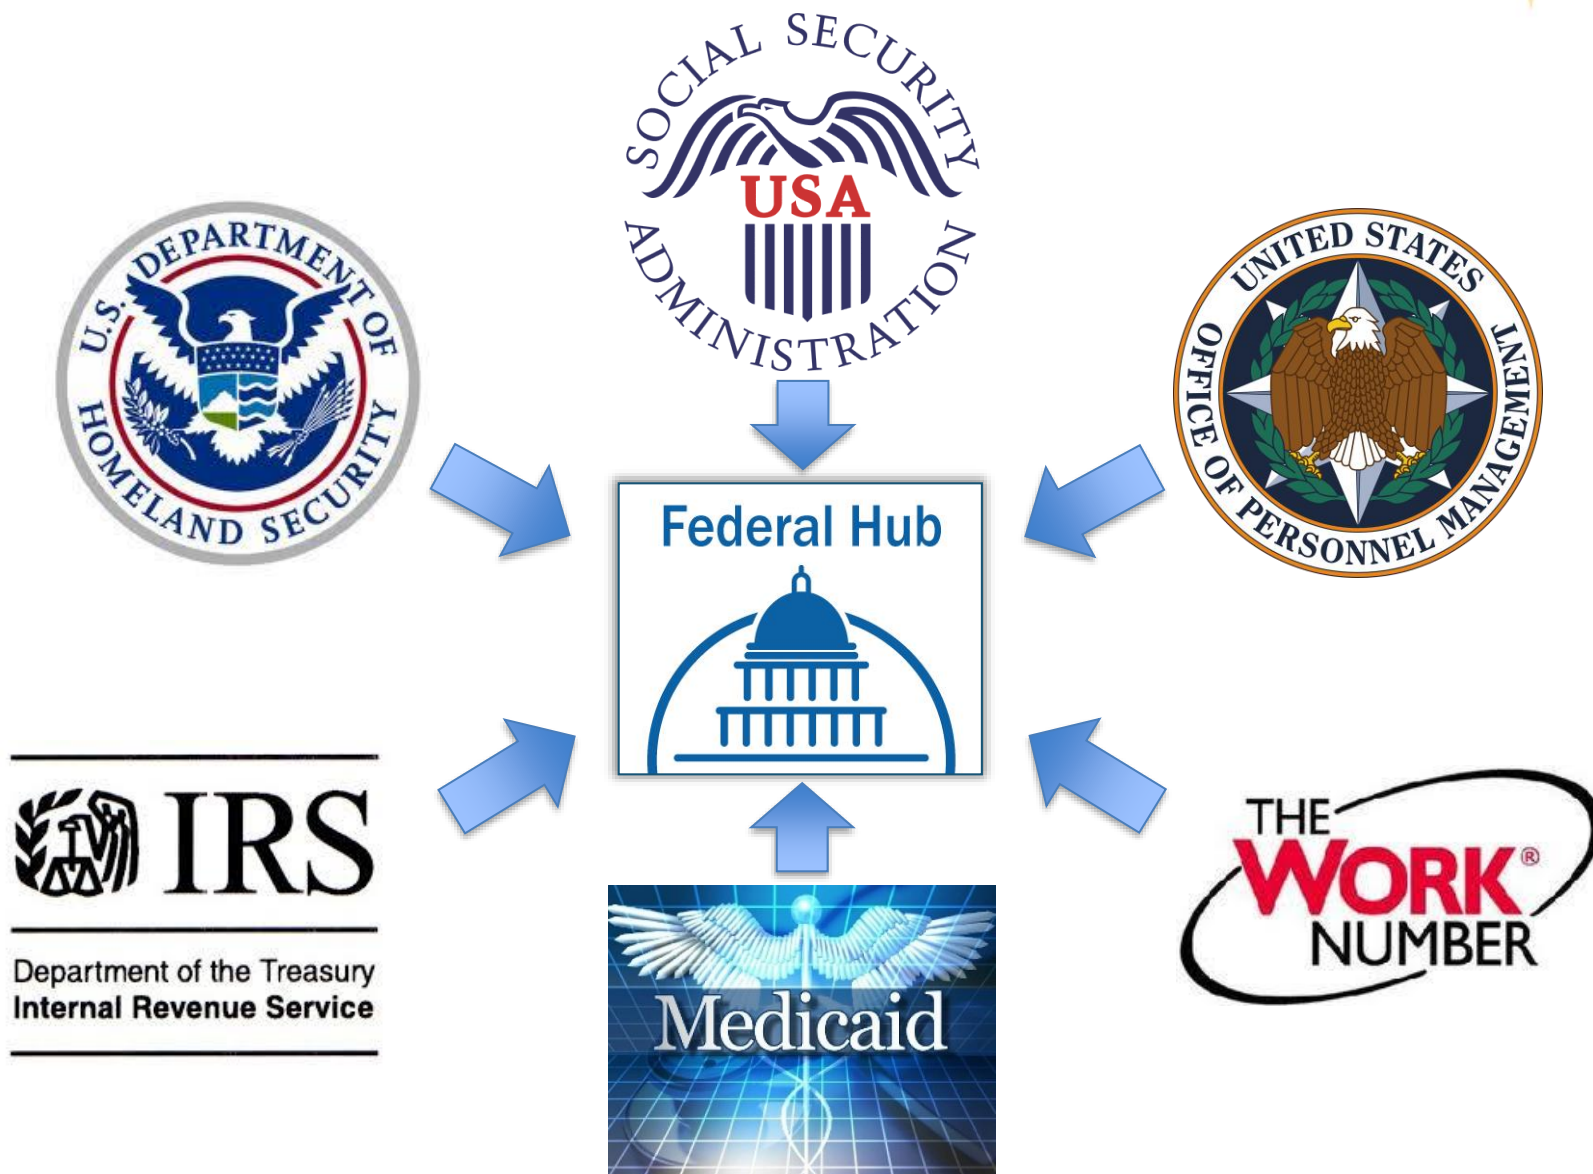 SOCIAL SECURITY
ADMINISTRATION
USA
U.S. DEPARTMENT OF
HOMELAND SECURITY
UNITED STATES
OFFICE OF PERSONNEL MANAGEMENT
Federal Hub
IRS
Department of the Treasury
Internal Revenue Service
THE
WORK®
NUMBER
Medicaid